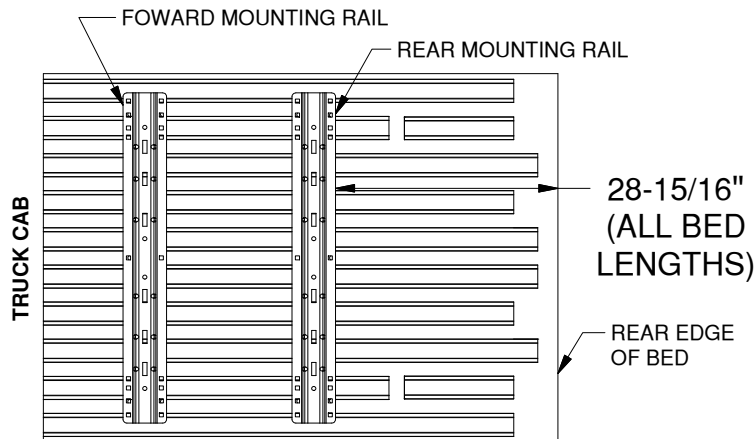 FOWARD MOUNTING RAIL
REAR MOUNTING RAIL
TRUCK CAB
28-15/16"
(ALL BED
LENGTHS)
REAR EDGE
OF BED